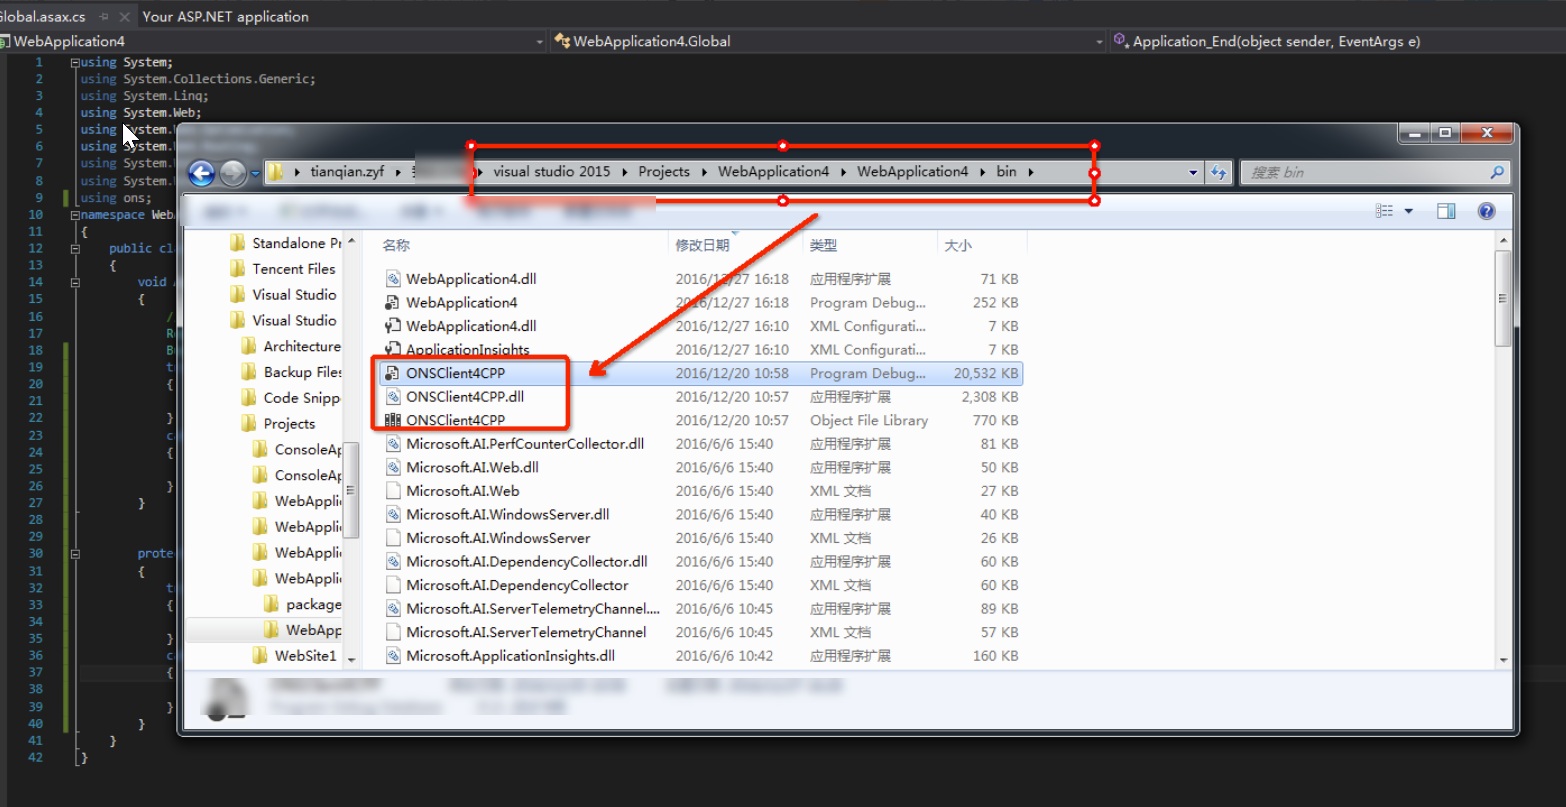 Global.asax.cs Your ASP.NET application
WebApplication4 WebApplication4.Global Application_End(object sender, EventArgs e)
1 using System;
2 using System.Collections.Generic;
3 using System.Linq;
4 using System.Web;
5 using System.
6 using System.
7 using System.
8 using System.
9 using ons;
10 namespace Web
11 {
12 public cl
13 {
14 void
15 {
16 /
17 R
18 B
19 t
20 {
21
22 }
23 c
24 {
25
26 }
27 }
28
29
30 prote
31 {
32 t
33 {
34
35 }
36 c
37 {
38
39 }
40 }
41 }
42 }
tianqian.zyf visual studio 2015 Projects WebApplication4 WebApplication4 bin 搜索 bin
Standalone Pr
Tencent Files
Visual Studio
Visual Studio
Architecture
Backup Files
Code Snipp
Projects
ConsoleAp
ConsoleAp
WebApplic
WebApplic
WebApplic
WebApplic
package
WebApp
WebSite1
名称 修改日期 类型 大小
WebApplication4.dll 2016/12/27 16:18 应用程序扩展 71 KB
WebApplication4 2016/12/27 16:18 Program Debug... 252 KB
WebApplication4.dll 2016/12/27 16:10 XML Configurati... 7 KB
ApplicationInsights 2016/12/27 16:10 XML Configurati... 7 KB
ONSClient4CPP 2016/12/20 10:58 Program Debug... 20,532 KB
ONSClient4CPP.dll 2016/12/20 10:57 应用程序扩展 2,308 KB
ONSClient4CPP 2016/12/20 10:57 Object File Library 770 KB
Microsoft.AI.PerfCounterCollector.dll 2016/6/6 15:40 应用程序扩展 81 KB
Microsoft.AI.Web.dll 2016/6/6 15:40 应用程序扩展 50 KB
Microsoft.AI.Web 2016/6/6 15:40 XML 文档 27 KB
Microsoft.AI.WindowsServer.dll 2016/6/6 15:40 应用程序扩展 40 KB
Microsoft.AI.WindowsServer 2016/6/6 15:40 XML 文档 26 KB
Microsoft.AI.DependencyCollector.dll 2016/6/6 15:40 应用程序扩展 60 KB
Microsoft.AI.DependencyCollector 2016/6/6 15:40 XML 文档 60 KB
Microsoft.AI.ServerTelemetryChannel.... 2016/6/6 10:45 应用程序扩展 89 KB
Microsoft.AI.ServerTelemetryChannel 2016/6/6 10:45 XML 文档 57 KB
Microsoft.ApplicationInsights.dll 2016/6/6 10:42 应用程序扩展 160 KB